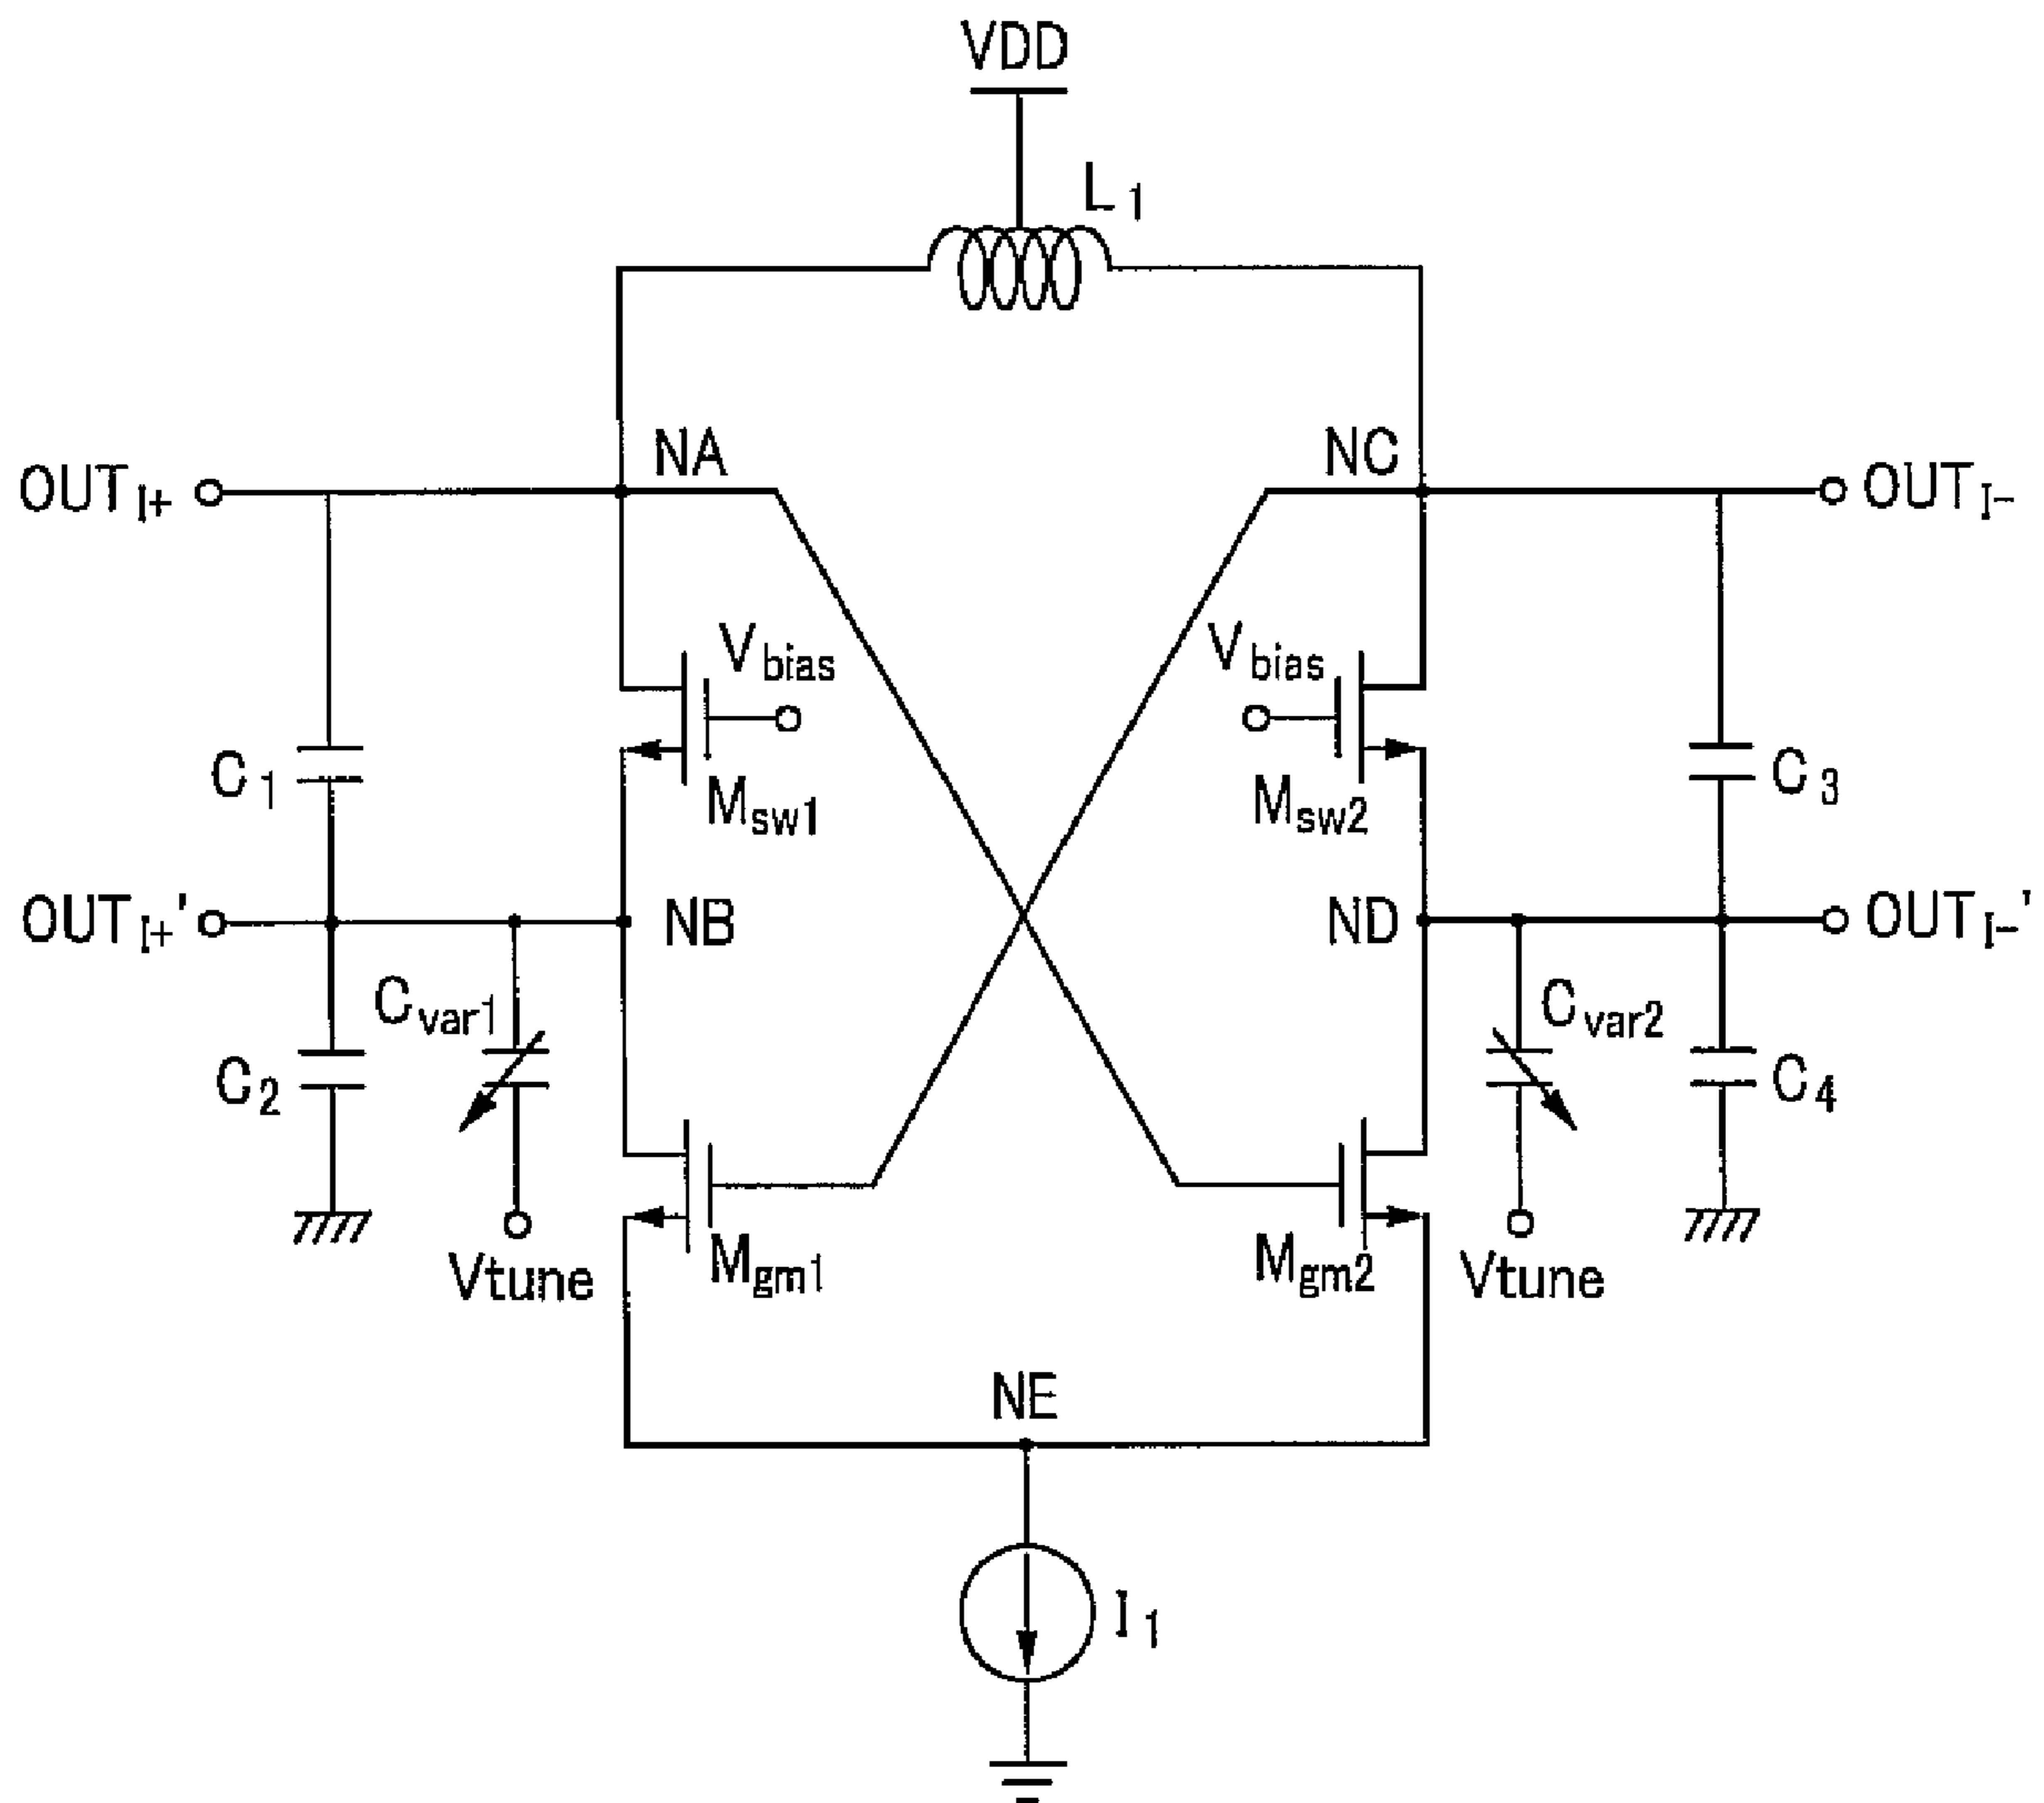 VDD
L1
NA
NC
OUTI+
OUTI-
Vbias
Vbias
C1
Msw1
Msw2
C3
OUTI+'
NB
ND
OUTI-'
Cvar1
Cvar2
C2
C4
Vtune
Mgm1
Mgm2
Vtune
NE
I1